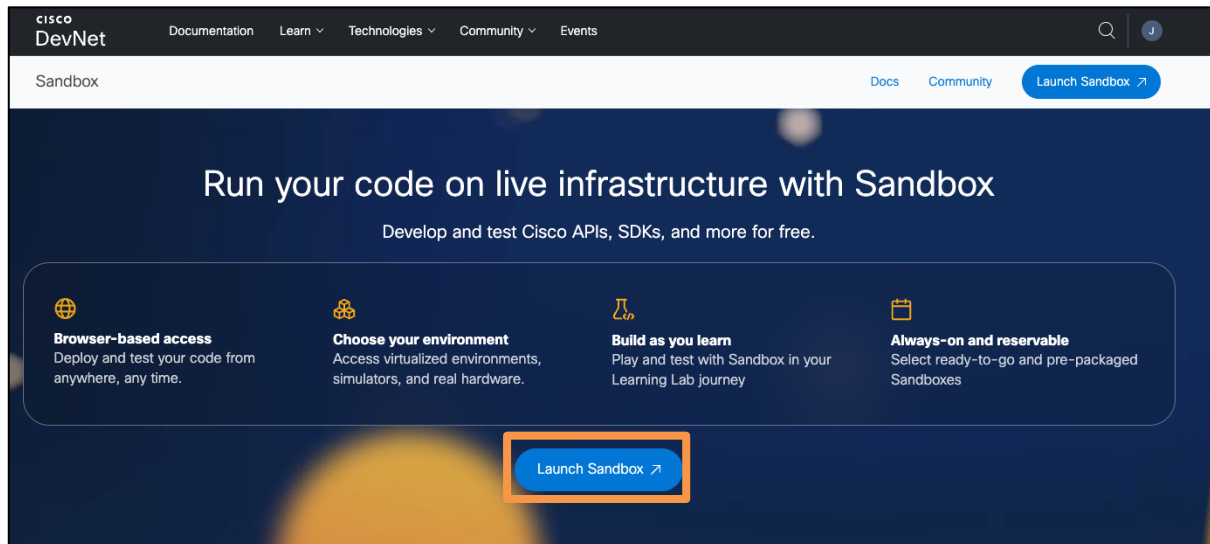 CISCO
DevNet
Documentation Learn Technologies Community Events
J
Sandbox
Docs Community Launch Sandbox
Run your code on live infrastructure with Sandbox
Develop and test Cisco APIs, SDKs, and more for free.
Browser-based access
Deploy and test your code from
anywhere, any time.
Choose your environment
Access virtualized environments,
simulators, and real hardware.
Build as you learn
Play and test with Sandbox in your
Learning Lab journey
Always-on and reservable
Select ready-to-go and pre-packaged
Sandboxes
Launch Sandbox